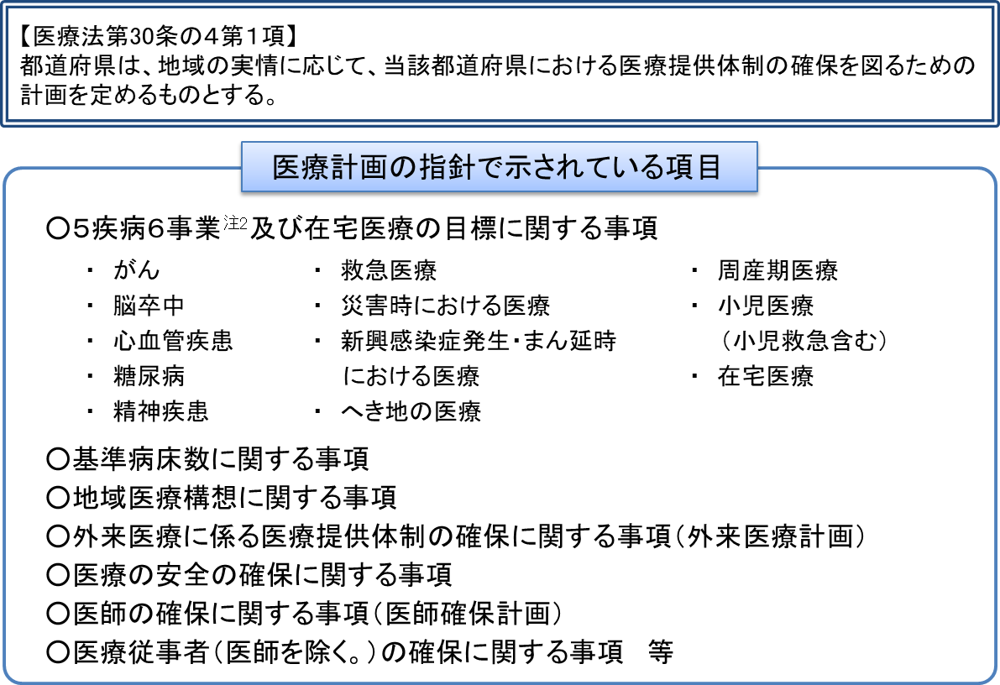 【医療法第30条の４第１項】
都道府県は、地域の実情に応じて、当該都道府県における医療提供体制の確保を図るための
計画を定めるものとする。
医療計画の指針で示されている項目
〇５疾病６事業注2及び在宅医療の目標に関する事項
・ がん
・ 脳卒中
・ 心血管疾患
・ 糖尿病
・ 精神疾患
・ 救急医療
・ 災害時における医療
・ 新興感染症発生・まん延時
における医療
・ へき地の医療
・ 周産期医療
・ 小児医療
（小児救急含む）
・ 在宅医療
〇基準病床数に関する事項
〇地域医療構想に関する事項
〇外来医療に係る医療提供体制の確保に関する事項（外来医療計画）
〇医療の安全の確保に関する事項
〇医師の確保に関する事項（医師確保計画）
〇医療従事者（医師を除く。）の確保に関する事項　等